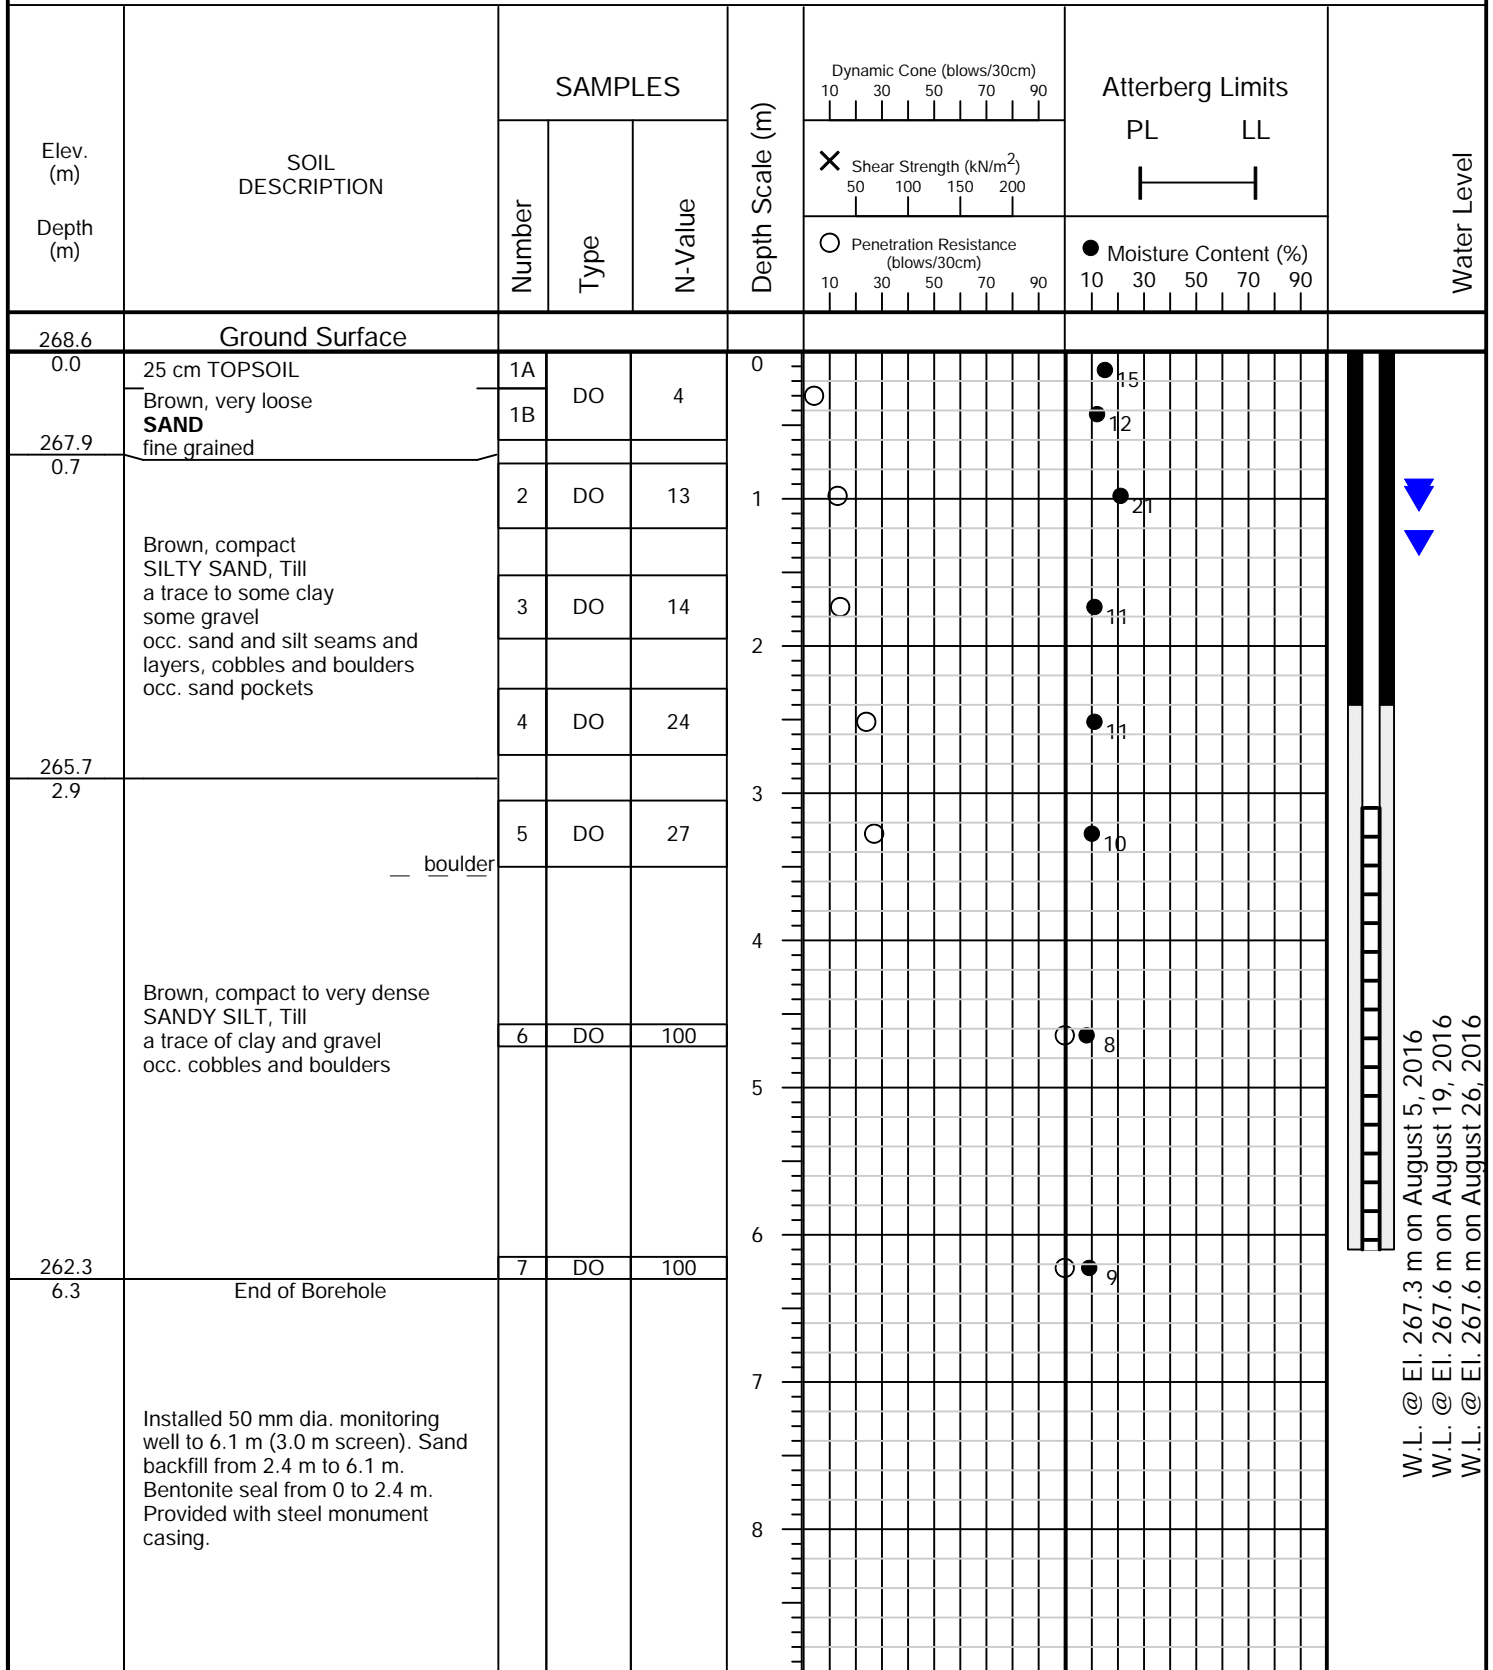 Elev.
(m)
Depth
(m)
SOIL
DESCRIPTION
SAMPLES
Number
Type
N-Value
Depth Scale (m)
Dynamic Cone (blows/30cm)
10 30 50 70 90
Shear Strength (kN/m2)
50 100 150 200
Penetration Resistance
(blows/30cm)
10 30 50 70 90
Atterberg Limits
PL LL
Moisture Content (%)
10 30 50 70 90
Water Level
268.6 Ground Surface
0.0 25 cm TOPSOIL 1A DO 4 0 15
Brown, very loose 1B 12
SAND
267.9 fine grained
0.7
2 DO 13 1 21
Brown, compact
SILTY SAND, Till
a trace to some clay
some gravel
3 DO 14 11
occ. sand and silt seams and
layers, cobbles and boulders
occ. sand pockets
2
4 DO 24 11
265.7
2.9
3
5 DO 27 10
boulder
4
Brown, compact to very dense
SANDY SILT, Till
a trace of clay and gravel
occ. cobbles and boulders
6 DO 100 8
5
6
262.3 7 DO 100 9
6.3 End of Borehole
7
Installed 50 mm dia. monitoring
well to 6.1 m (3.0 m screen). Sand
backfill from 2.4 m to 6.1 m.
Bentonite seal from 0 to 2.4 m.
Provided with steel monument
casing.
8
W.L. @ El. 267.3 m on August 5, 2016
W.L. @ El. 267.6 m on August 19, 2016
W.L. @ El. 267.6 m on August 26, 2016